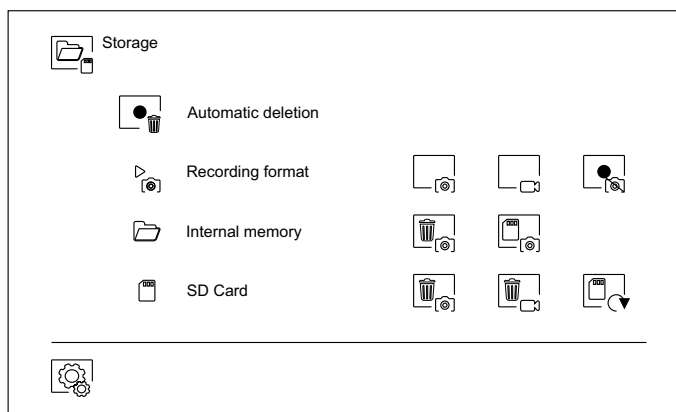 Storage
Automatic deletion
Recording format
Internal memory
SD Card